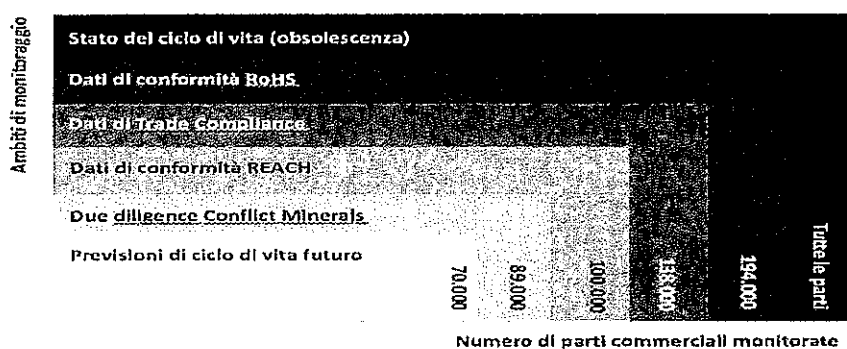 Ambiti di monitoraggio
Stato del ciclo di vita (obsolescenza)
Dati di conformità RoHS
Dati di Trade Compliance
Dati di conformità REACH
Due diligence Conflict Minerals
Previsioni di ciclo di vita futuro
70.000
89.000
100.000
138.000
194.000
Tutte le parti
Numero di parti commerciali monitorate